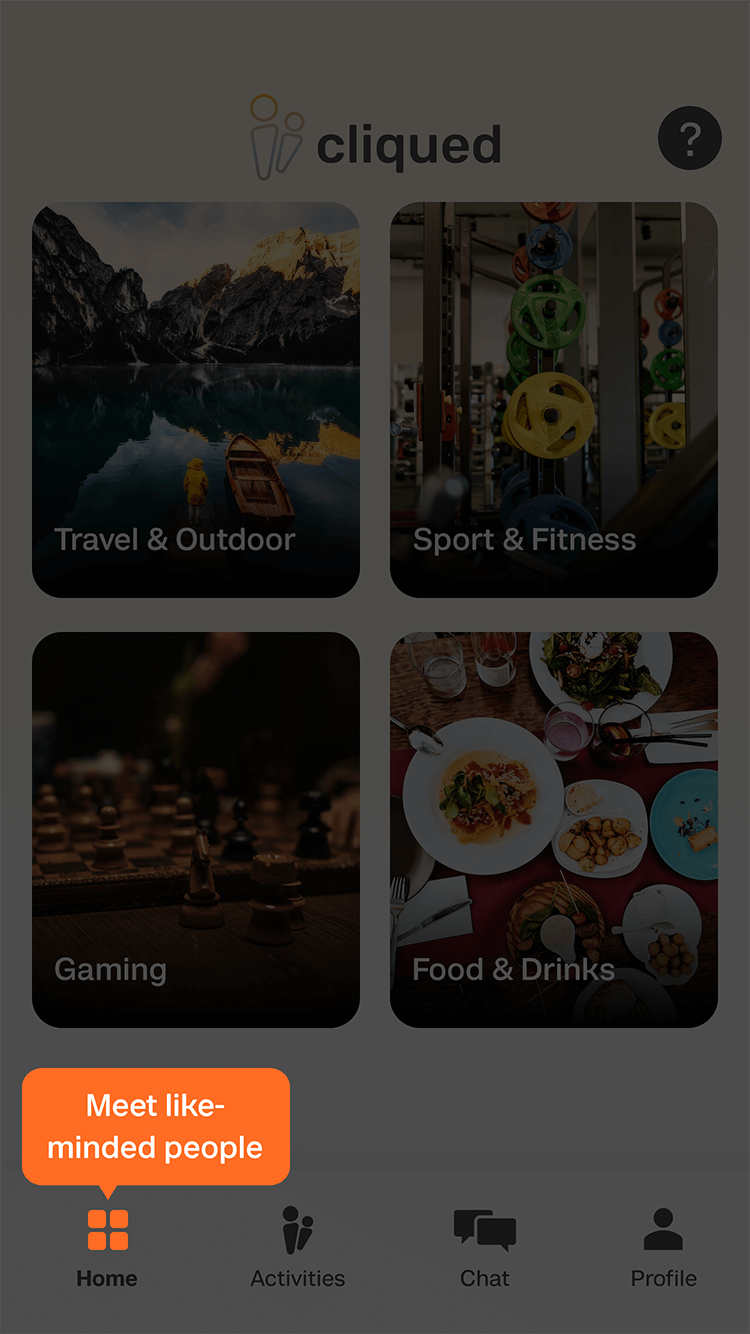 cliqued
?
Travel & Outdoor
Sport & Fitness
Gaming
Food & Drinks
Meet like-
minded people
Home
Activities
Chat
Profile